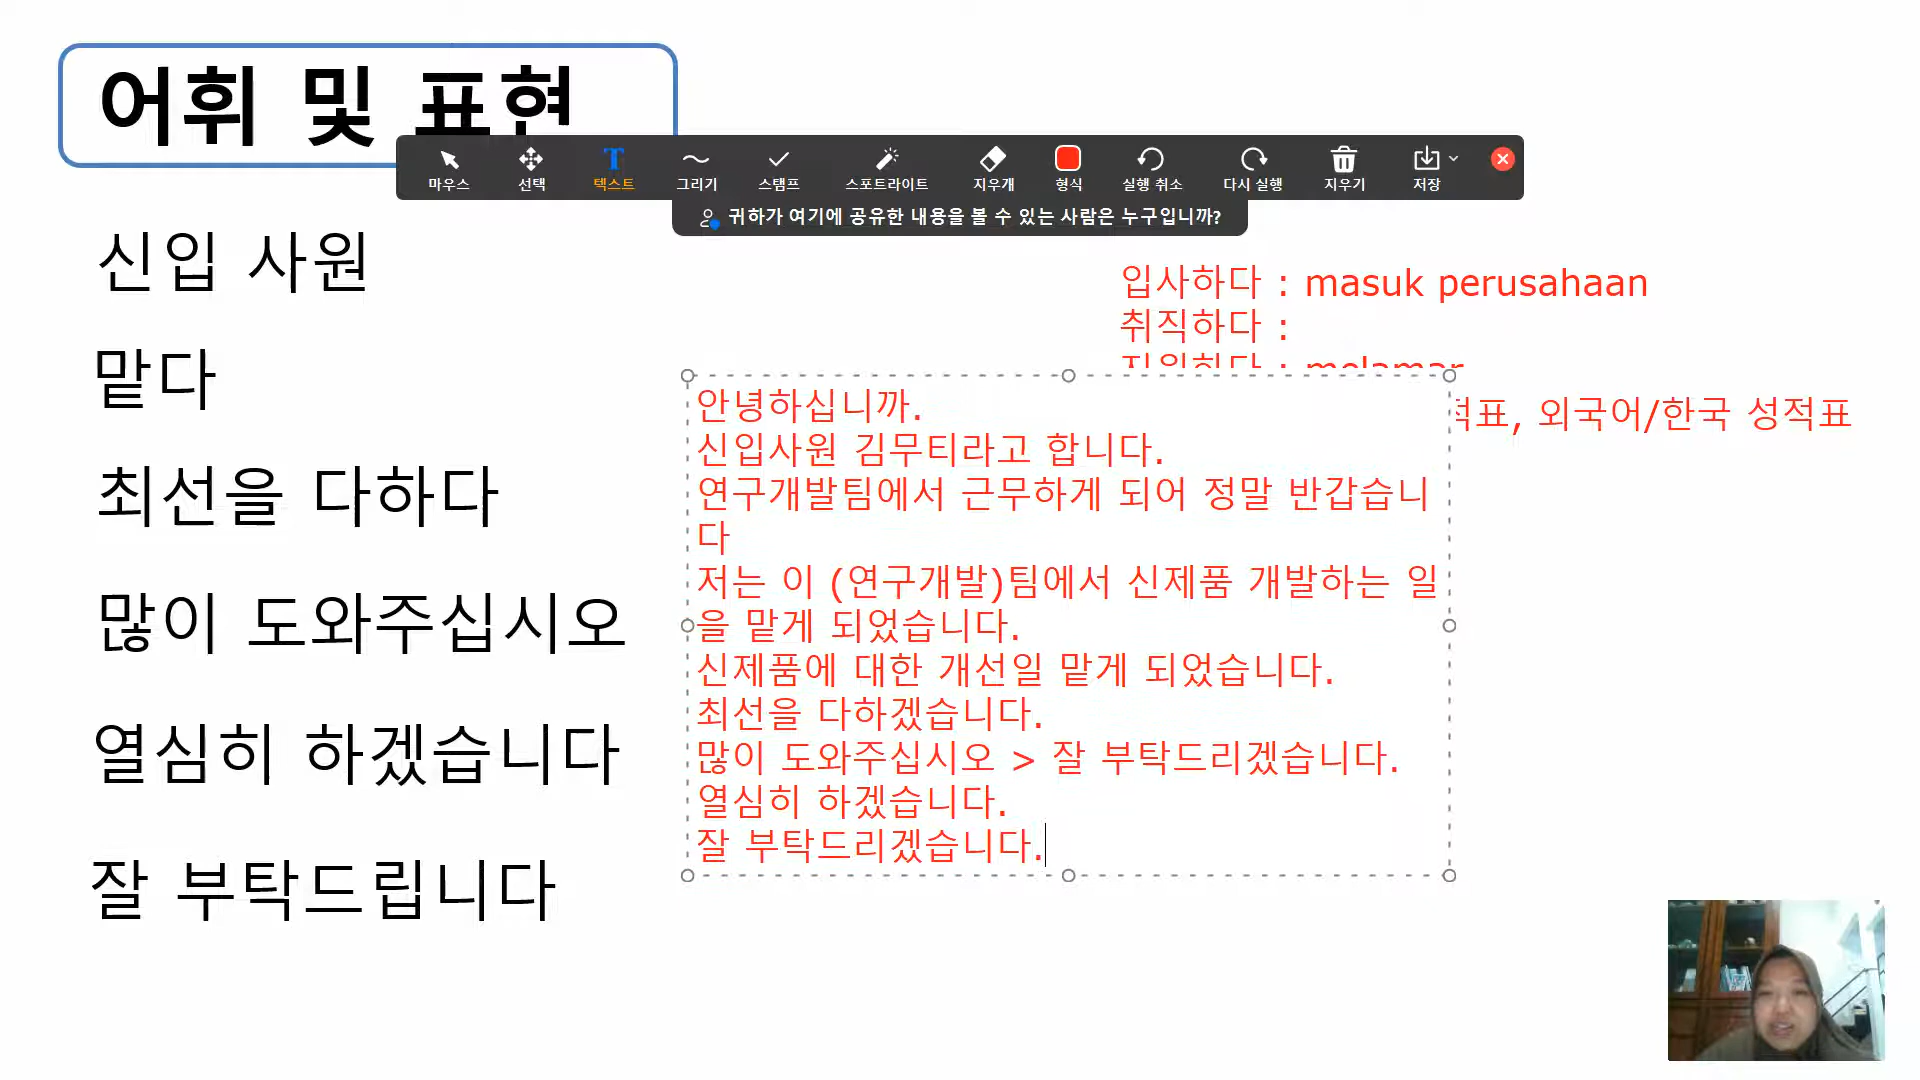 어휘 및 표현
마우스 선택 텍스트 그리기 스탬프 스포트라이트 지우개 형식 실행 취소 다시 실행 지우기 저장
귀하가 여기에 공유한 내용을 볼 수 있는 사람은 누구입니까?
신입 사원
맡다
최선을 다하다
많이 도와주십시오
열심히 하겠습니다
잘 부탁드립니다
입사하다 : masuk perusahaan
취직하다 :
지원하다 : melamar
외국어/한국 성적표
안녕하십니까.
신입사원 김무티라고 합니다.
연구개발팀에서 근무하게 되어 정말 반갑습니
다
저는 이 (연구개발)팀에서 신제품 개발하는 일
을 맡게 되었습니다.
신제품에 대한 개선일 맡게 되었습니다.
최선을 다하겠습니다.
많이 도와주십시오 > 잘 부탁드리겠습니다.
열심히 하겠습니다.
잘 부탁드리겠습니다.